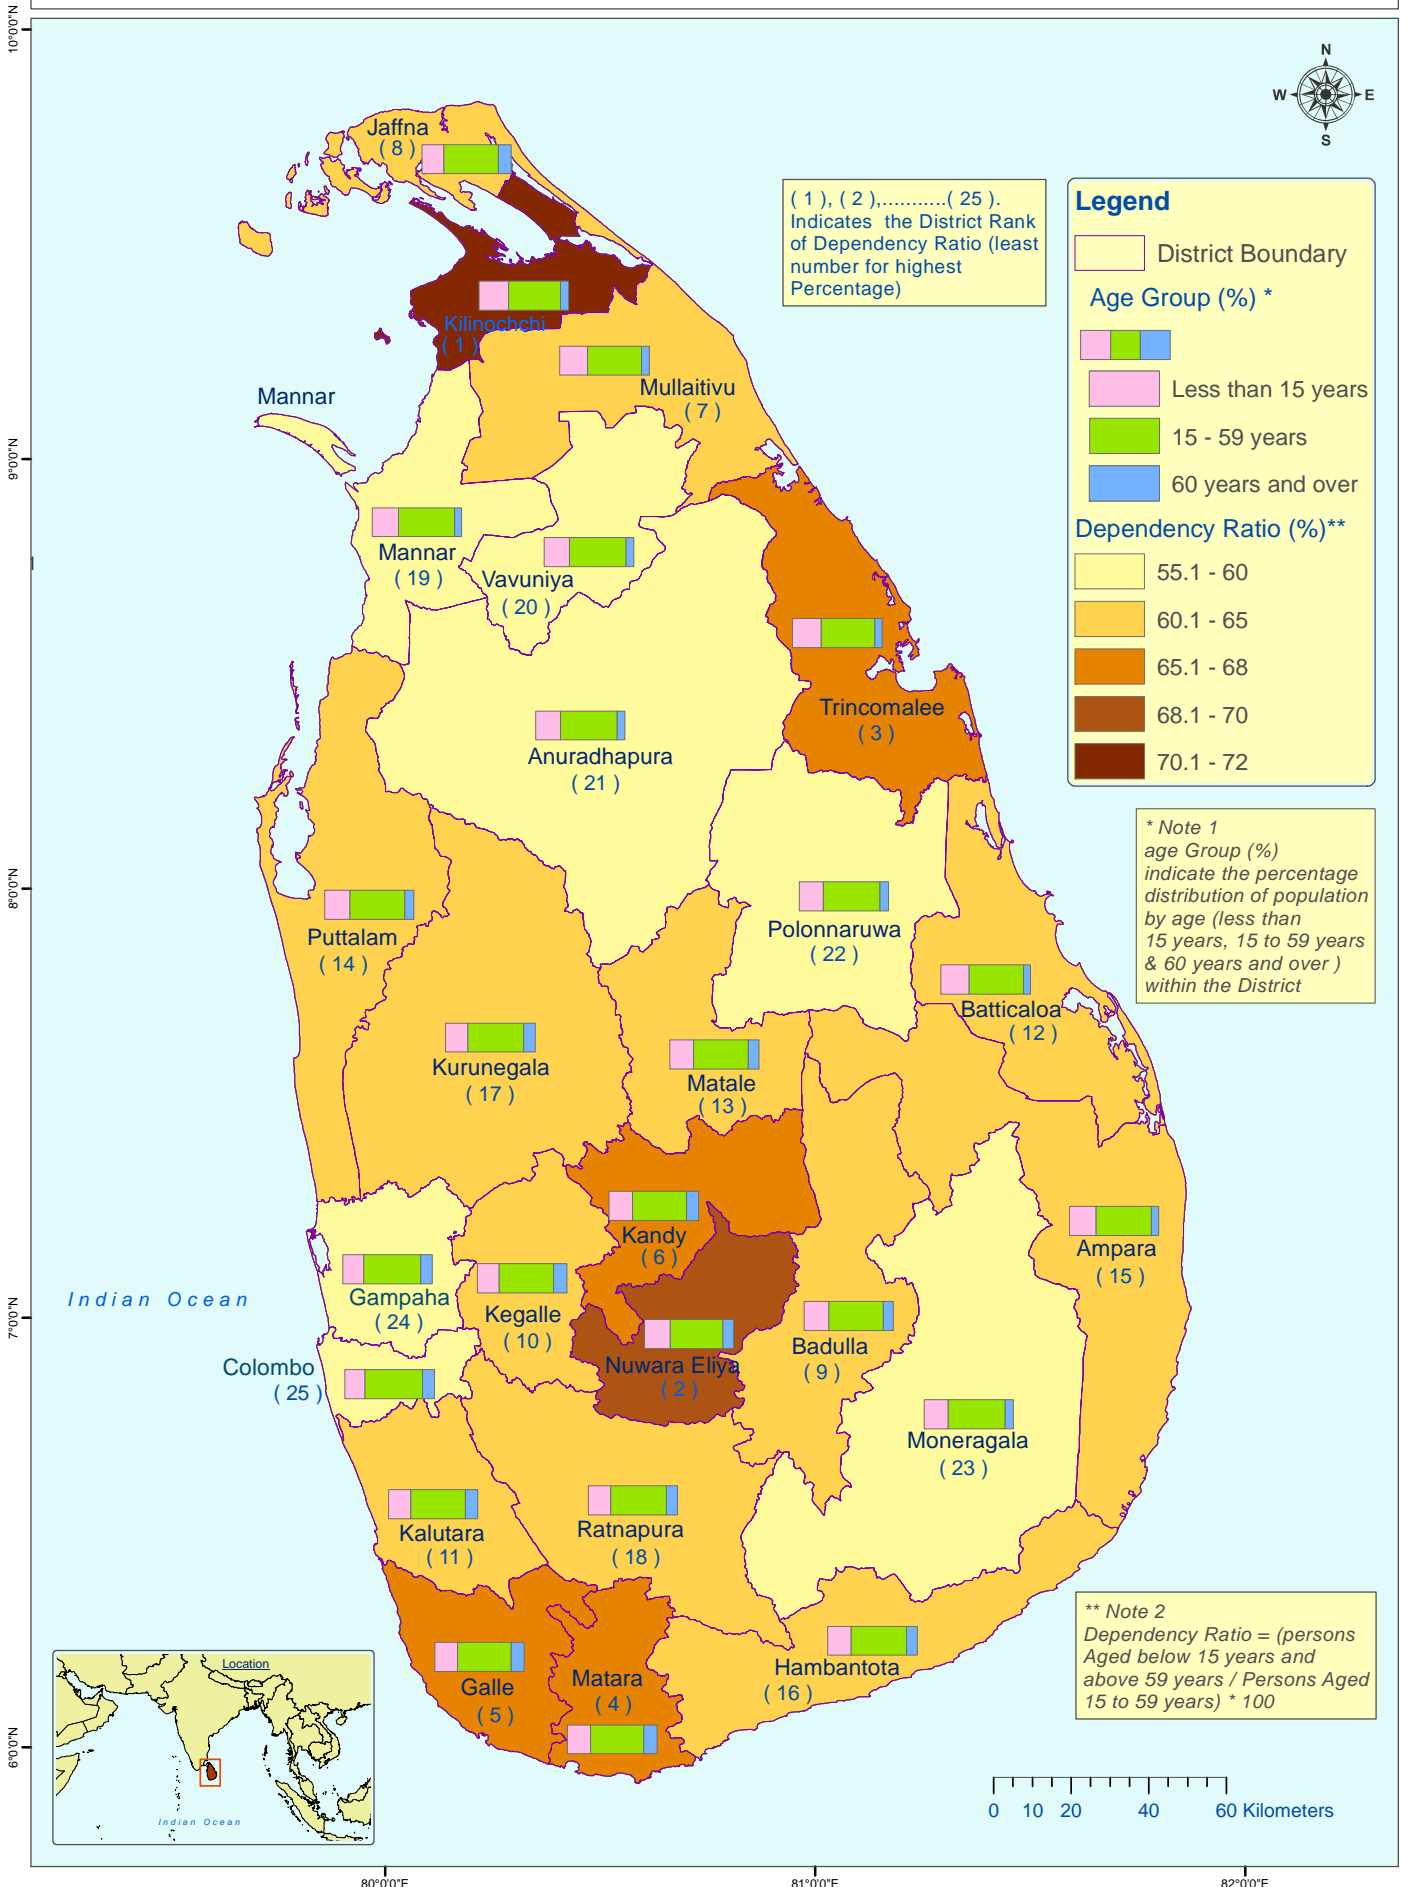 10°0'0"N
N
W
E
S
Jaffna
( 8 )
( 1 ), ( 2 ),...........( 25 ).
Indicates the District Rank
of Dependency Ratio (least
number for highest
Percentage)
Legend
District Boundary
Age Group (%) *
Less than 15 years
15 - 59 years
60 years and over
Dependency Ratio (%)**
55.1 - 60
60.1 - 65
65.1 - 68
68.1 - 70
70.1 - 72
Kilinochchi
( 1 )
Mullaitivu
( 7 )
Mannar
9°0'0"N
Mannar
( 19 )
Vavuniya
( 20 )
Trincomalee
( 3 )
Anuradhapura
( 21 )
* Note 1
age Group (%)
indicate the percentage
distribution of population
by age (less than
15 years, 15 to 59 years
& 60 years and over )
within the District
8°0'0"N
Puttalam
( 14 )
Polonnaruwa
( 22 )
Batticaloa
( 12 )
Kurunegala
( 17 )
Matale
( 13 )
Kandy
( 6 )
Ampara
( 15 )
Indian Ocean
7°0'0"N
Gampaha
( 24 )
Kegalle
( 10 )
Nuwara Eliya
( 2 )
Badulla
( 9 )
Colombo
( 25 )
Moneragala
( 23 )
Kalutara
( 11 )
Ratnapura
( 18 )
** Note 2
Dependency Ratio = (persons
Aged below 15 years and
above 59 years / Persons Aged
15 to 59 years) * 100
Hambantota
( 16 )
Galle
( 5 )
Matara
( 4 )
6°0'0"N
Location
Indian Ocean
0 10 20 40 60 Kilometers
80°0'0"E 81°0'0"E 82°0'0"E